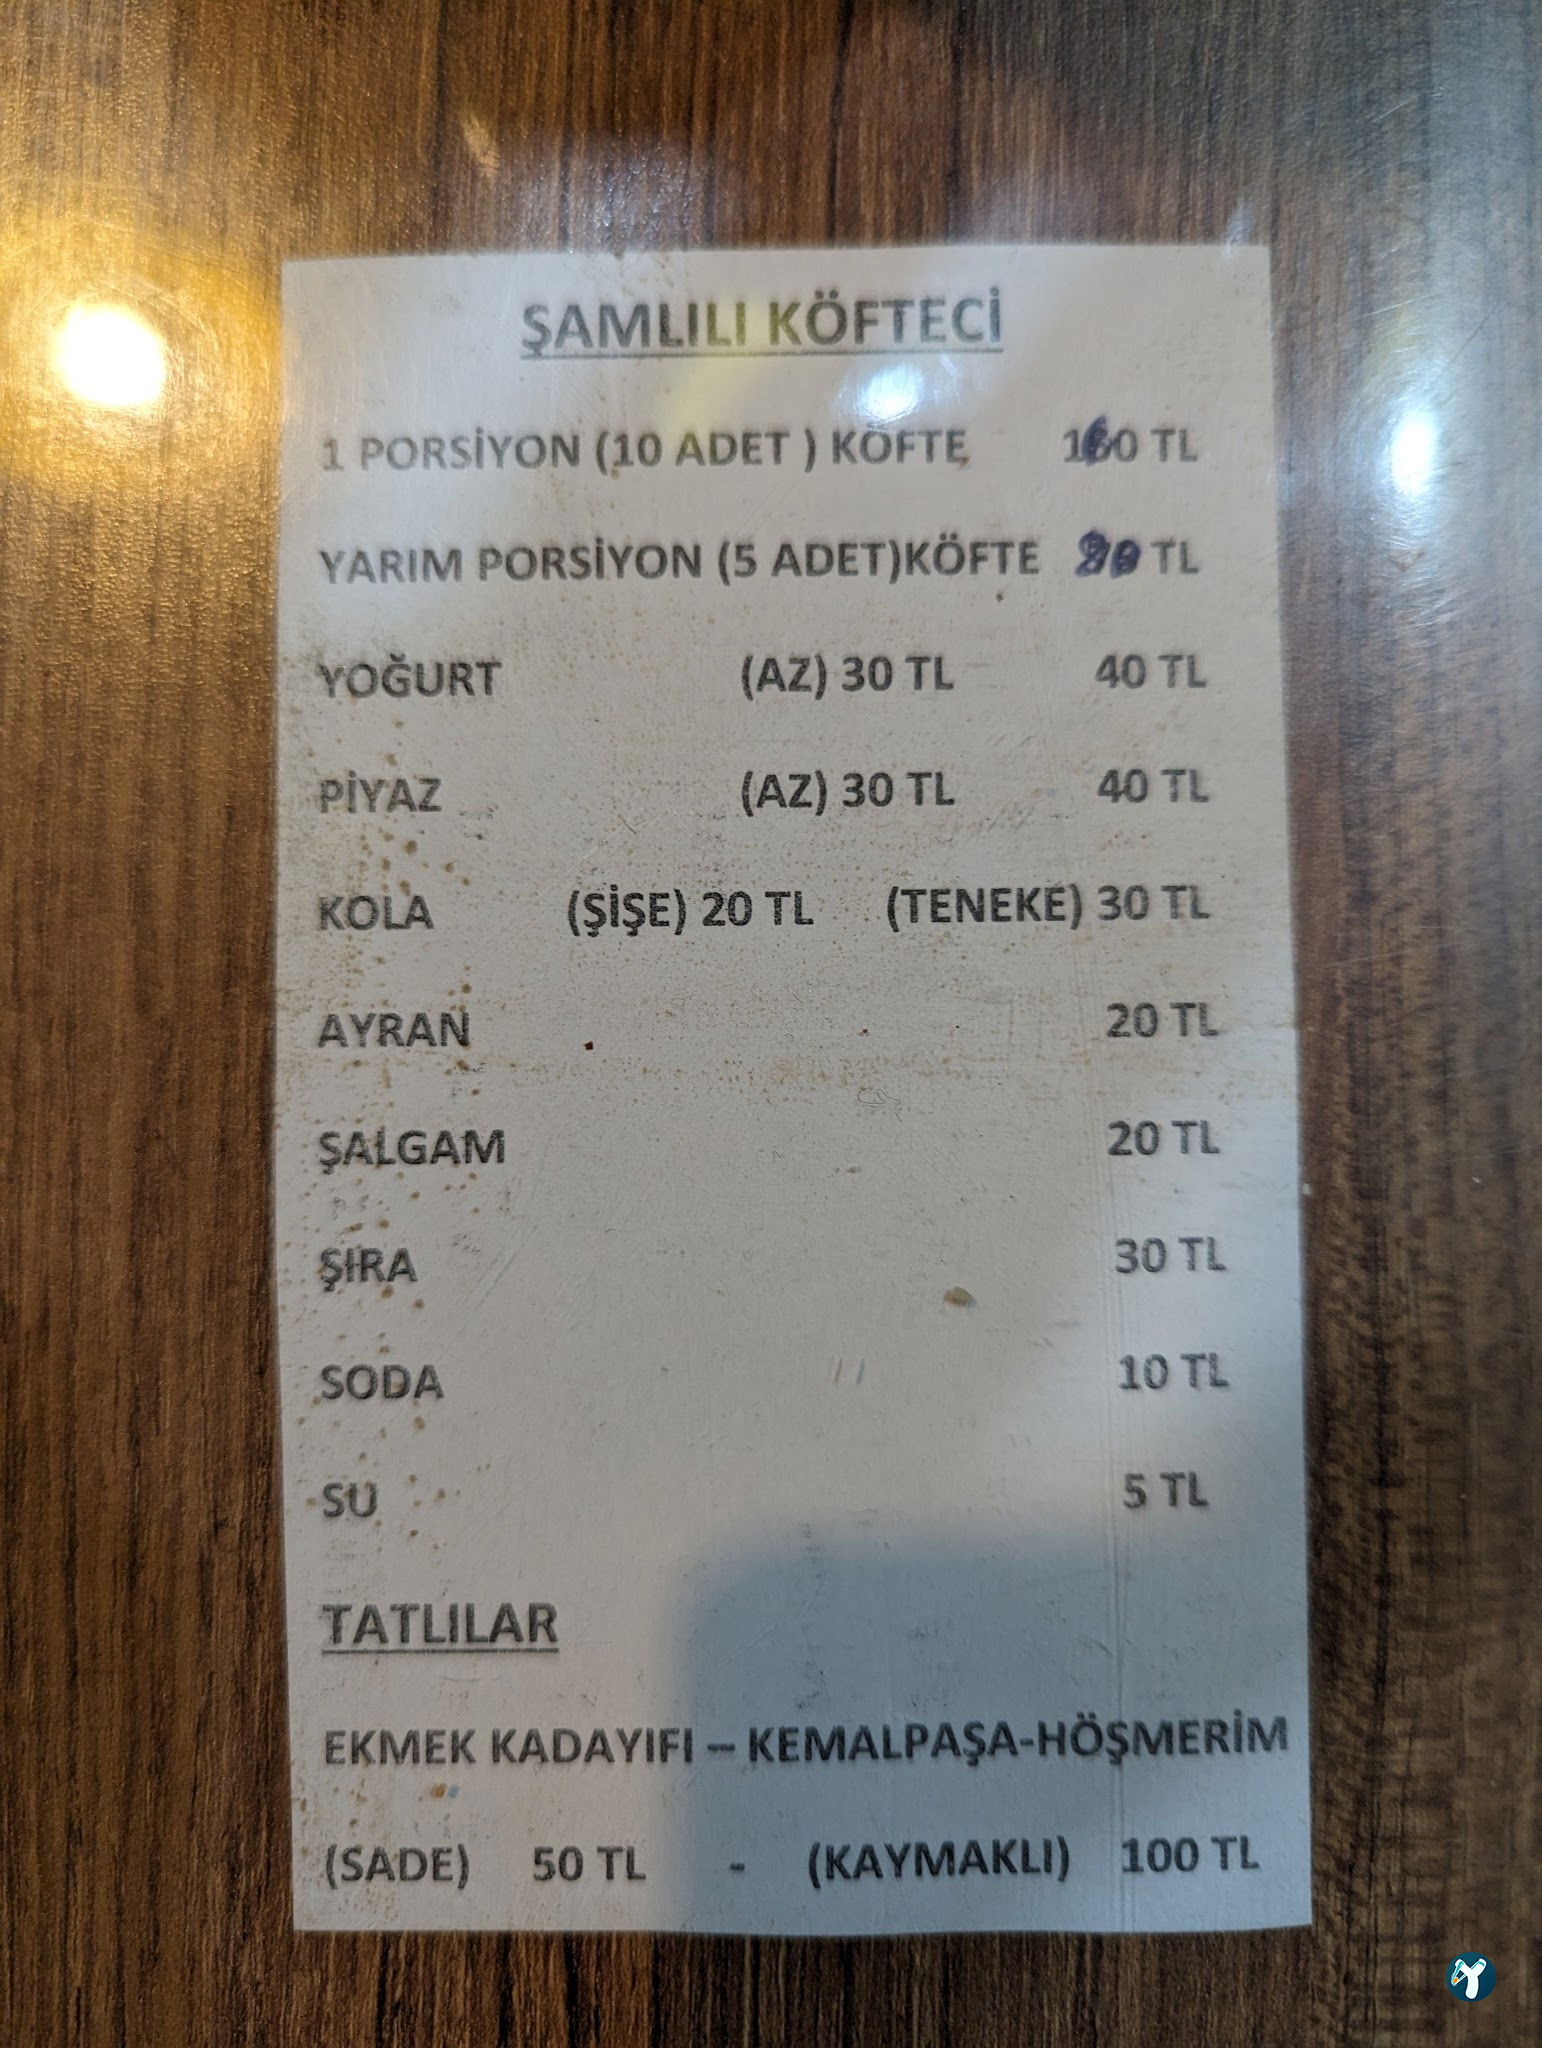 ŞAMLILI KÖFTECİ
1 PORSİYON (10 ADET ) KÖFTE 160 TL
YARIM PORSİYON (5 ADET)KÖFTE TL
YOĞURT (AZ) 30 TL 40 TL
PİYAZ (AZ) 30 TL 40 TL
KOLA (ŞİŞE) 20 TL (TENEKE) 30 TL
AYRAN 20 TL
ŞALGAM 20 TL
ŞIRA 30 TL
SODA 10 TL
SU 5 TL
TATLILAR
EKMEK KADAYIFI – KEMALPAŞA-HÖŞMERİM
(SADE) 50 TL - (KAYMAKLI) 100 TL